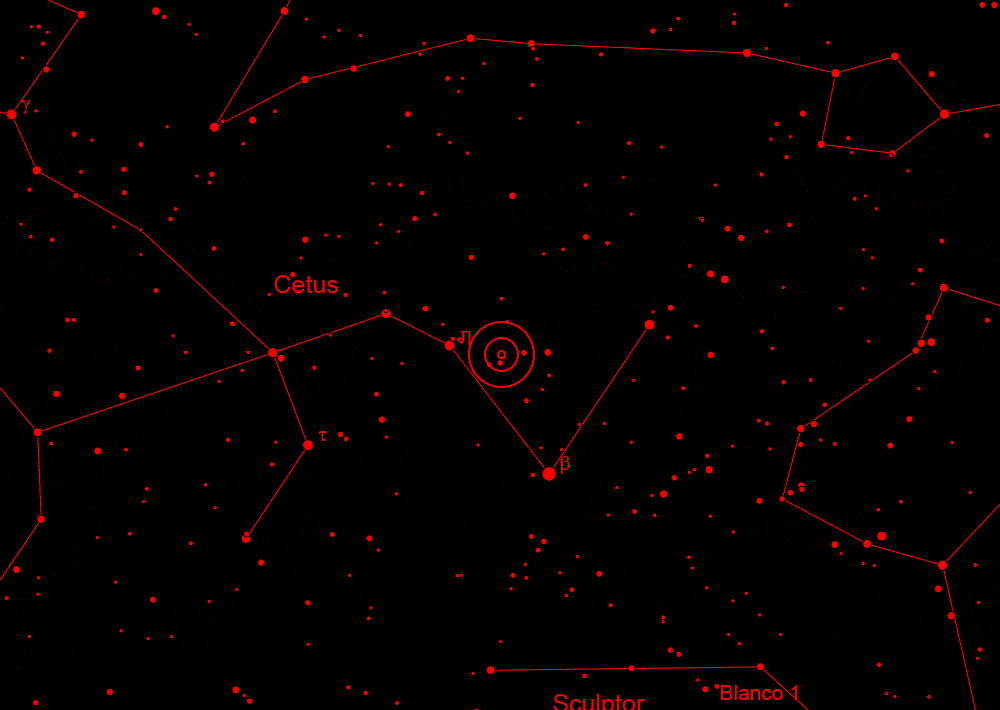 γ
Cetus
η
τ
β
Blanco 1
Sculptor